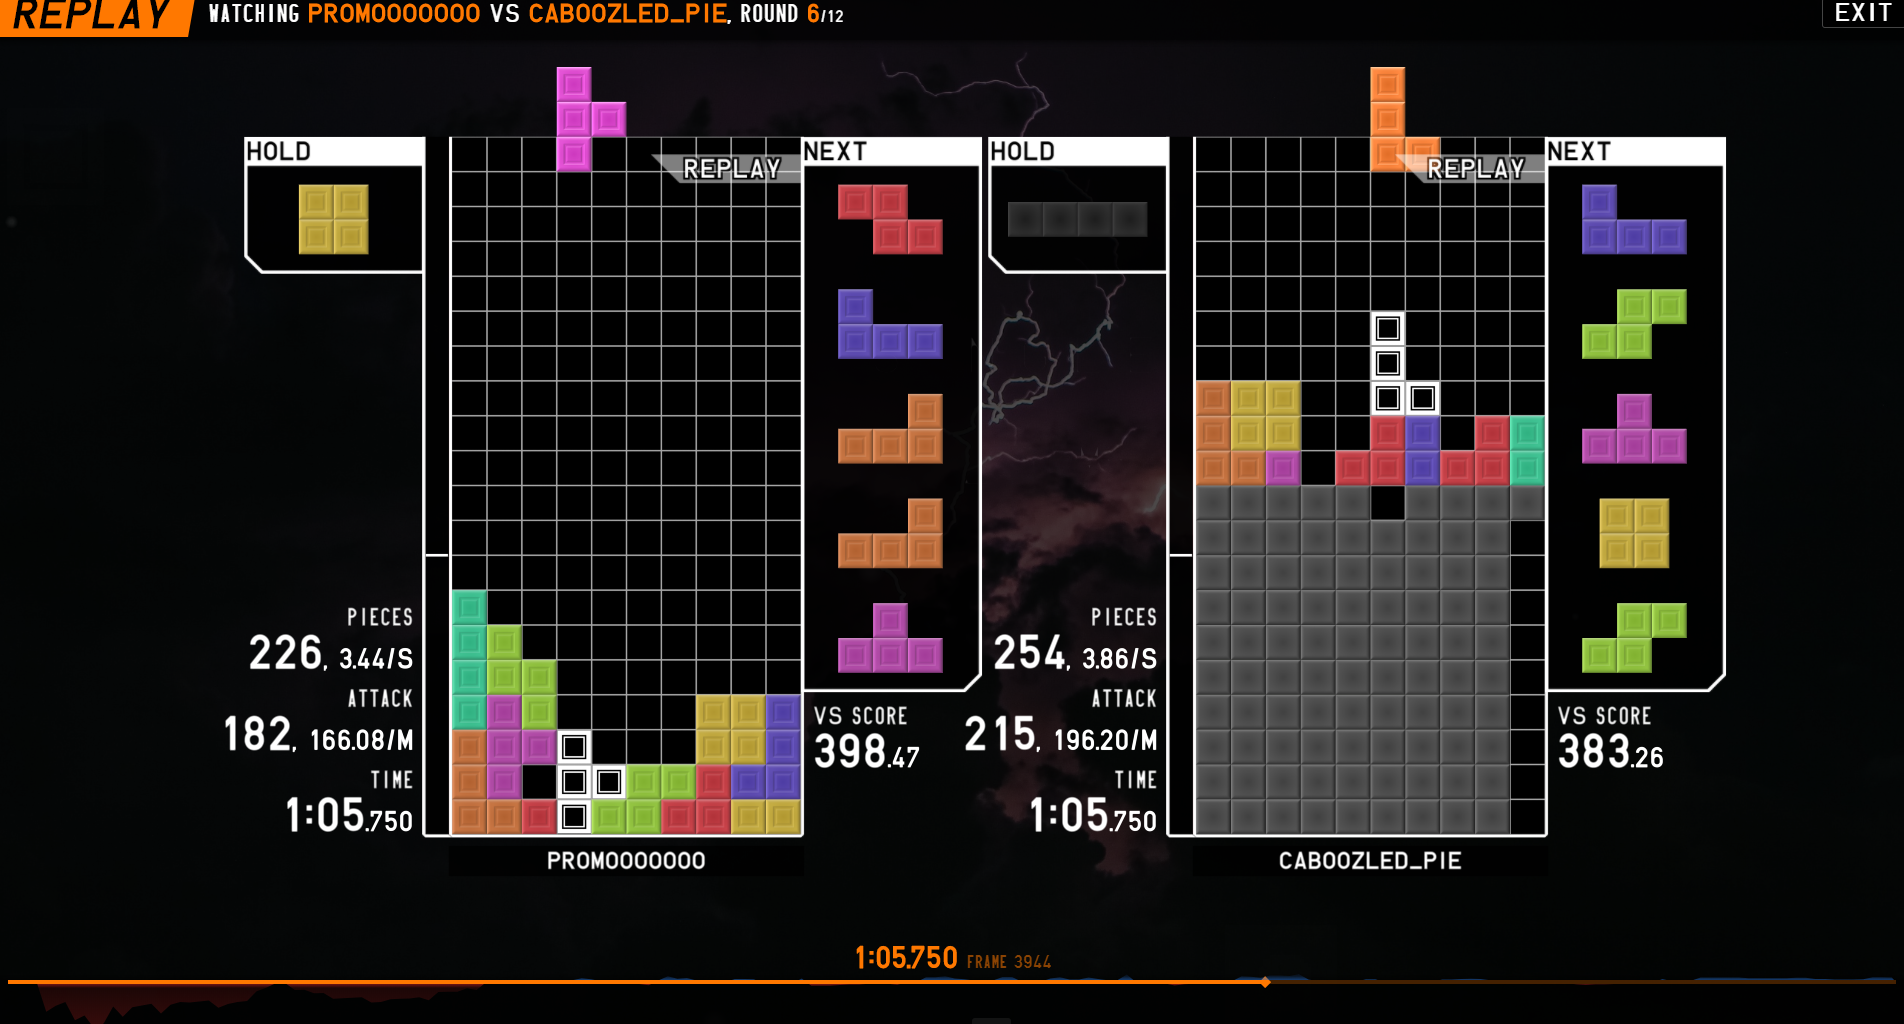 REPLAY WATCHING PROMOOOOOOO VS CABOOZLED_PIE, ROUND 6/12 EXIT
HOLD
REPLAY
NEXT
PIECES
226, 3.44/S
ATTACK
182, 166.08/M
TIME
1:05.750
VS SCORE
398.47
PROMOOOOOOO
HOLD
REPLAY
NEXT
PIECES
254, 3.86/S
ATTACK
215, 196.20/M
TIME
1:05.750
VS SCORE
383.26
CABOOZLED_PIE
1:05.750 FRAME 3944